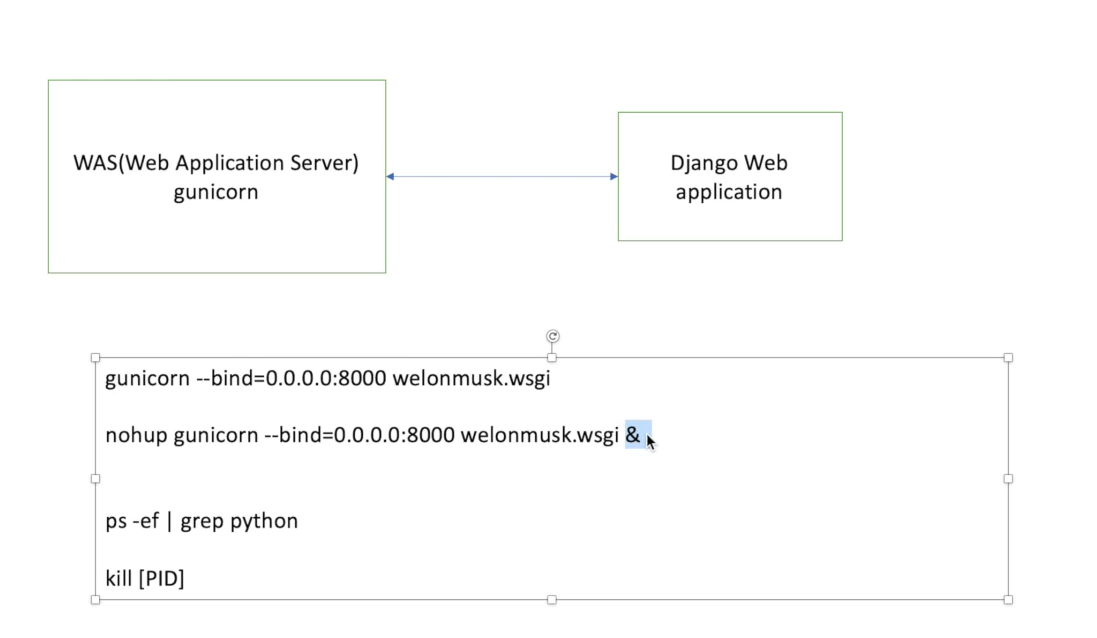 WAS(Web Application Server)
gunicorn
Django Web
application
gunicorn --bind=0.0.0.0:8000 welonmusk.wsgi
nohup gunicorn --bind=0.0.0.0:8000 welonmusk.wsgi &
ps -ef | grep python
kill [PID]